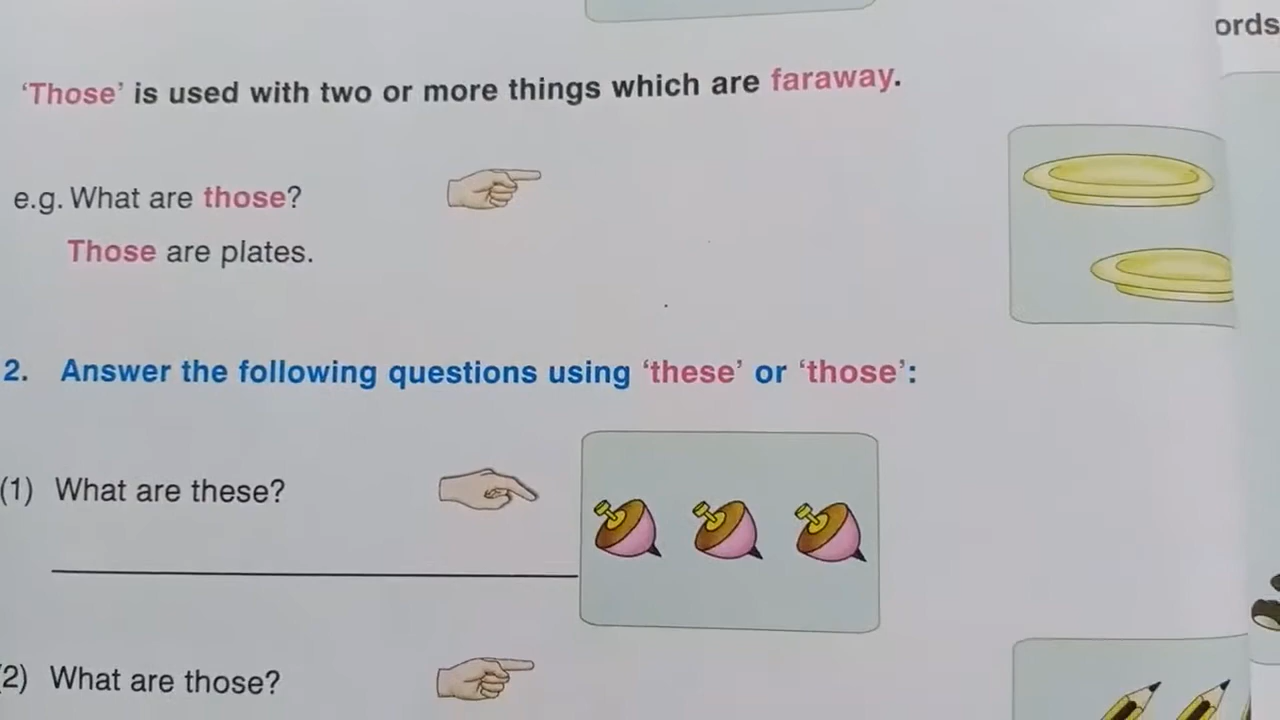 ords
‘Those’ is used with two or more things which are faraway.
e.g. What are those?
Those are plates.
2. Answer the following questions using ‘these’ or ‘those’:
(1) What are these?
2) What are those?